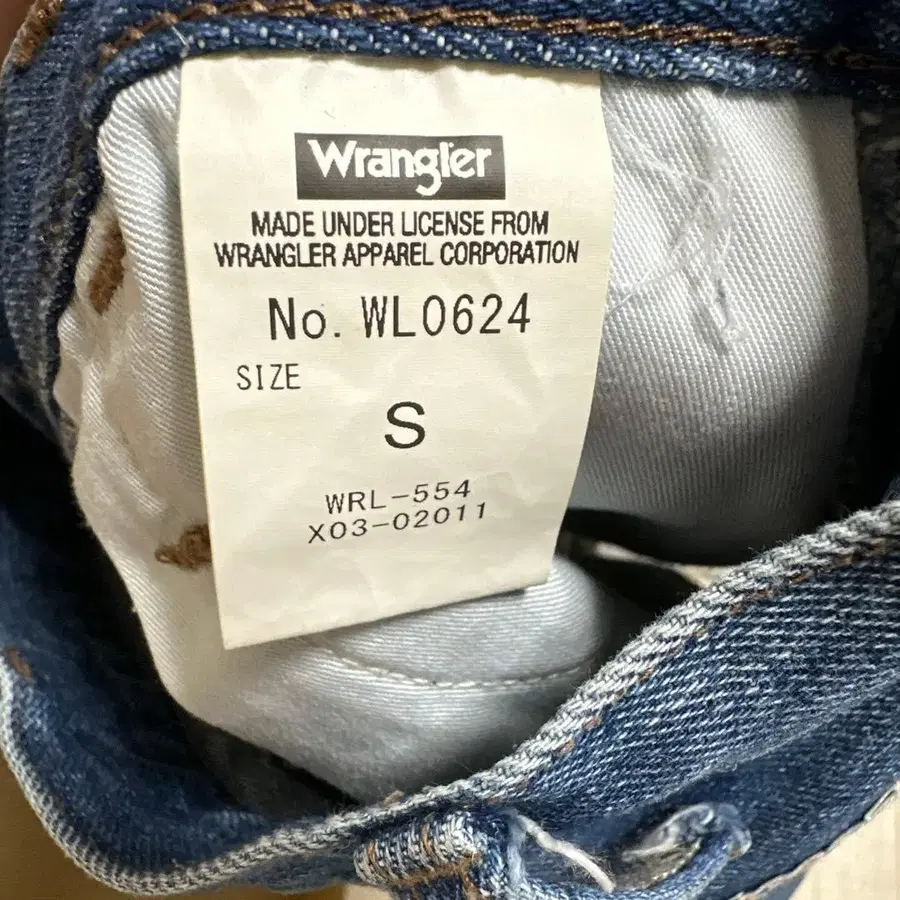 Wrangler
MADE UNDER LICENSE FROM
WRANGLER APPAREL CORPORATION
No. WL0624
SIZE
S
WRL-554
X03-02011